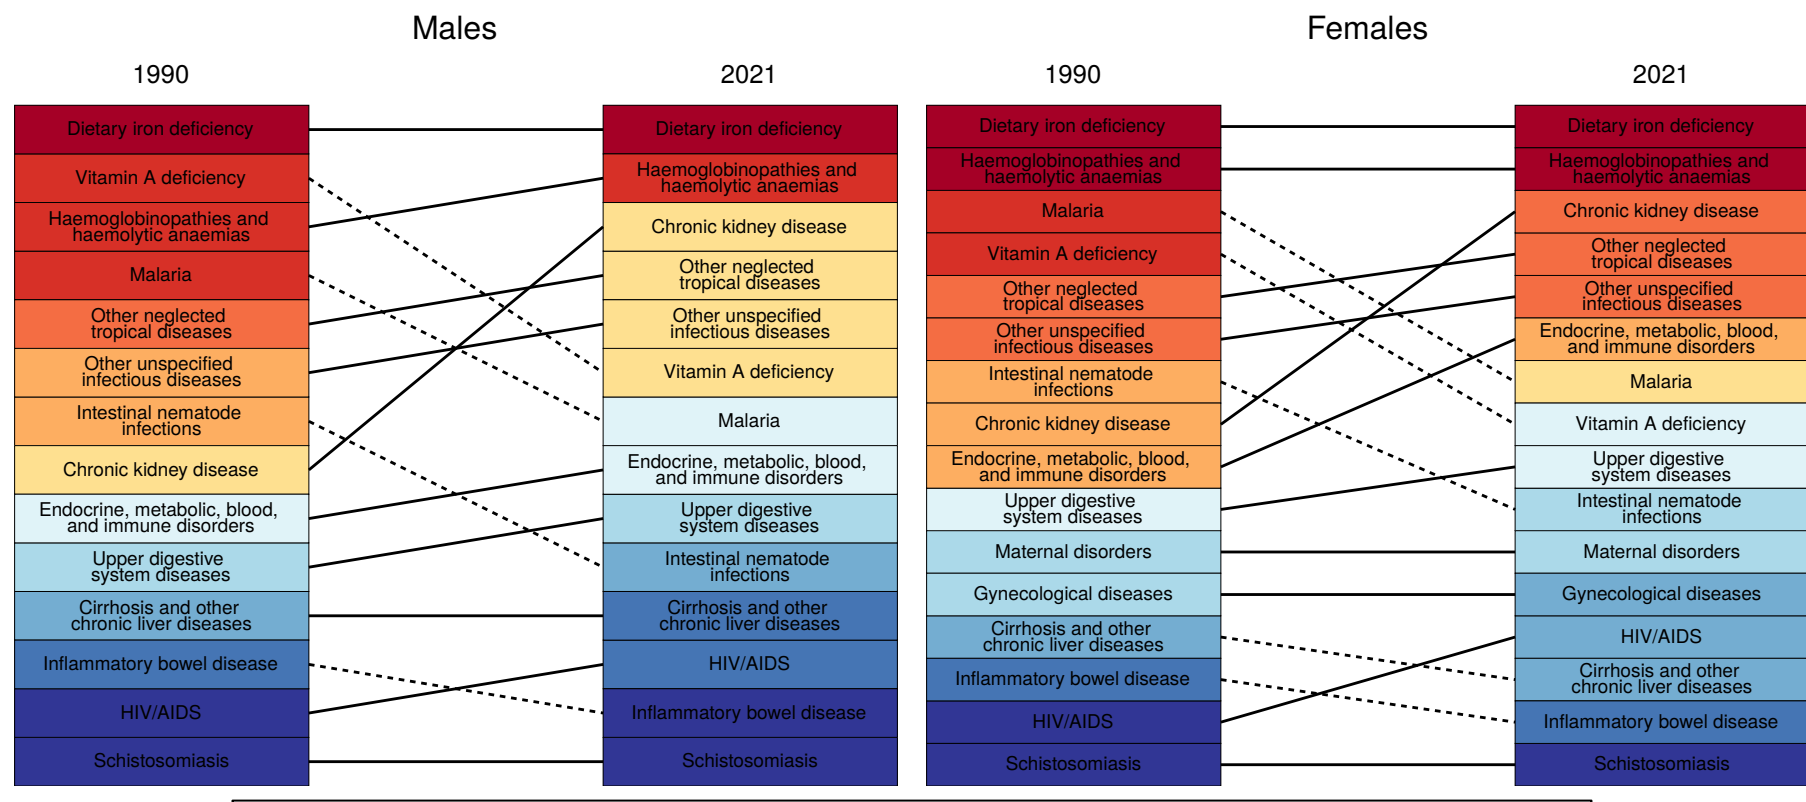 Males
1990
2021
Dietary iron deficiency
Vitamin A deficiency
Haemoglobinopathies and
haemolytic anaemias
Malaria
Other neglected
tropical diseases
Other unspecified
infectious diseases
Intestinal nematode
infections
Chronic kidney disease
Endocrine, metabolic, blood,
and immune disorders
Upper digestive
system diseases
Cirrhosis and other
chronic liver diseases
Inflammatory bowel disease
HIV/AIDS
Schistosomiasis
Dietary iron deficiency
Haemoglobinopathies and
haemolytic anaemias
Chronic kidney disease
Other neglected
tropical diseases
Other unspecified
infectious diseases
Vitamin A deficiency
Malaria
Endocrine, metabolic, blood,
and immune disorders
Upper digestive
system diseases
Intestinal nematode
infections
Cirrhosis and other
chronic liver diseases
HIV/AIDS
Inflammatory bowel disease
Schistosomiasis
Females
1990
2021
Dietary iron deficiency
Haemoglobinopathies and
haemolytic anaemias
Malaria
Vitamin A deficiency
Other neglected
tropical diseases
Other unspecified
infectious diseases
Intestinal nematode
infections
Chronic kidney disease
Endocrine, metabolic, blood,
and immune disorders
Upper digestive
system diseases
Maternal disorders
Gynecological diseases
Cirrhosis and other
chronic liver diseases
Inflammatory bowel disease
HIV/AIDS
Schistosomiasis
Dietary iron deficiency
Haemoglobinopathies and
haemolytic anaemias
Chronic kidney disease
Other neglected
tropical diseases
Other unspecified
infectious diseases
Endocrine, metabolic, blood,
and immune disorders
Malaria
Vitamin A deficiency
Upper digestive
system diseases
Intestinal nematode
infections
Maternal disorders
Gynecological diseases
HIV/AIDS
Cirrhosis and other
chronic liver diseases
Inflammatory bowel disease
Schistosomiasis